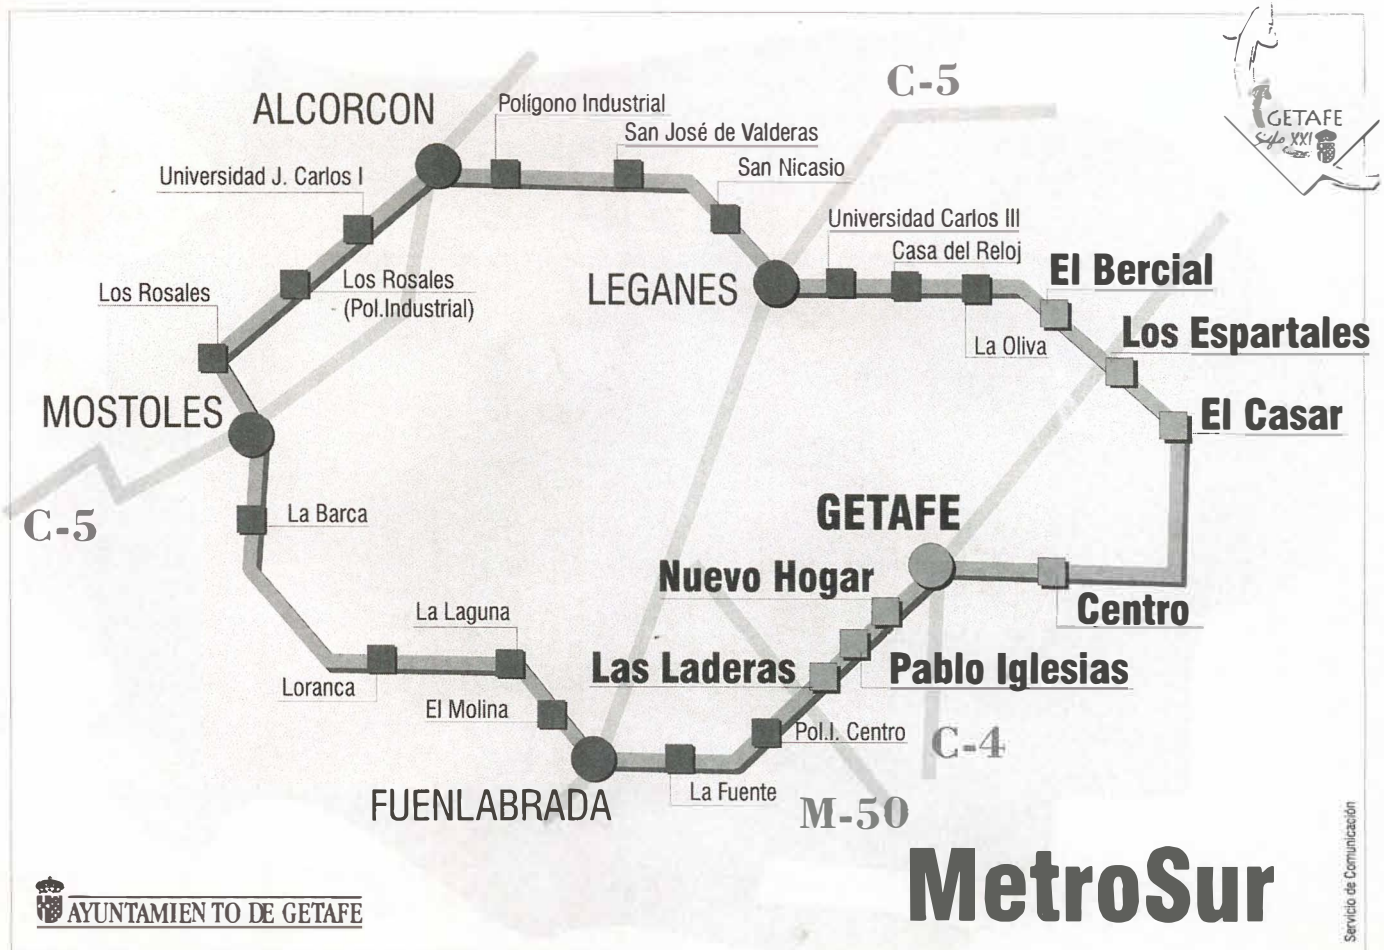 C-5
GETAFE
Siglo XXI
ALCORCON
Polígono Industrial
San José de Valderas
San Nicasio
Universidad J. Carlos I
Universidad Carlos III
Casa del Reloj
El Bercial
Los Rosales
Los Rosales
(Pol.Industrial)
LEGANES
Los Espartales
La Oliva
MOSTOLES
El Casar
C-5
La Barca
GETAFE
Nuevo Hogar
Centro
La Laguna
Las Laderas
Pablo Iglesias
Loranca
El Molina
Pol.I. Centro
C-4
FUENLABRADA
La Fuente
M-50
MetroSur
AYUNTAMIENTO DE GETAFE
Servicio de Comunicación